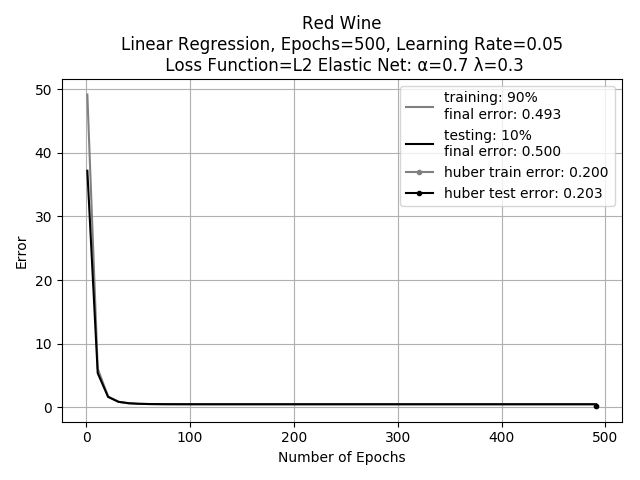 Red Wine
Linear Regression, Epochs=500, Learning Rate=0.05
Loss Function=L2 Elastic Net: α=0.7 λ=0.3
training: 90%
final error: 0.493
testing: 10%
final error: 0.500
huber train error: 0.200
huber test error: 0.203
Error
50
40
30
20
10
0
0
100
200
300
400
500
Number of Epochs